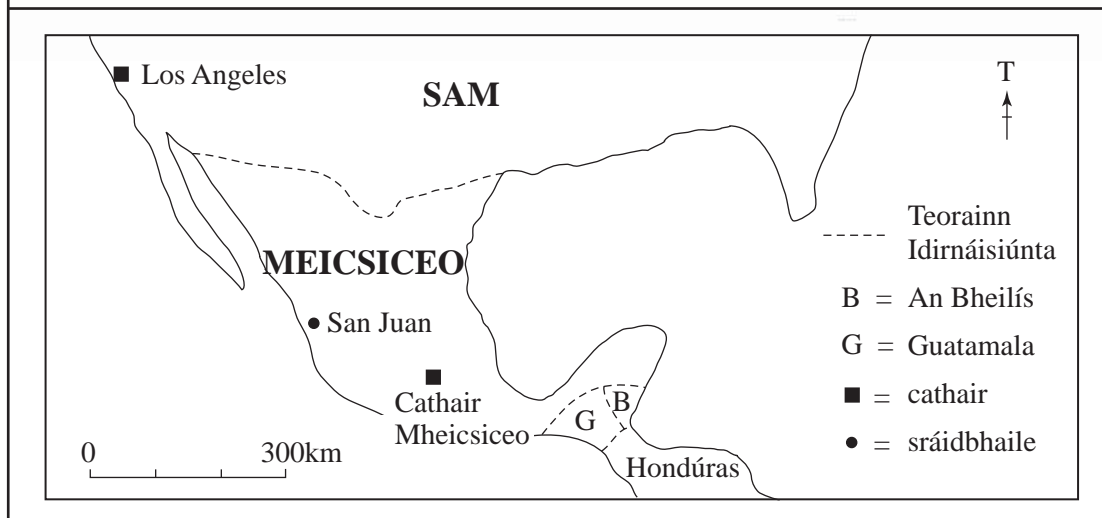 Los Angeles
SAM
T
MEICSICEO
San Juan
Cathair
Mheicsiceo
G
B
Hondúras
0 300km
Teorainn
Idirnáisiúnta
B = An Bheilís
G = Guatamala
= cathair
= sráidbhaile